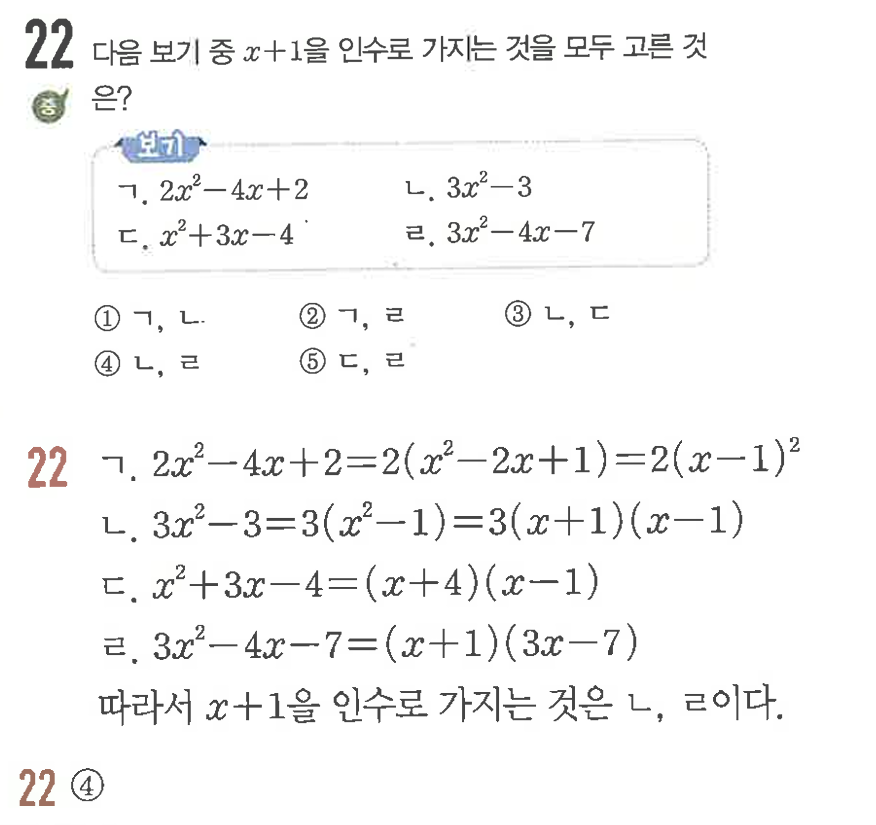 22 다음 보기 중 x+1을 인수로 가지는 것을 모두 고른 것
중 은?
보기
ㄱ. 2x²-4x+2 ㄴ. 3x²-3
ㄷ. x²+3x-4 ㄹ. 3x²-4x-7
① ㄱ, ㄴ ② ㄱ, ㄹ ③ ㄴ, ㄷ
④ ㄴ, ㄹ ⑤ ㄷ, ㄹ
22 ㄱ. 2x²-4x+2=2(x²-2x+1)=2(x-1)²
ㄴ. 3x²-3=3(x²-1)=3(x+1)(x-1)
ㄷ. x²+3x-4=(x+4)(x-1)
ㄹ. 3x²-4x-7=(x+1)(3x-7)
따라서 x+1을 인수로 가지는 것은 ㄴ, ㄹ이다.
22 ④